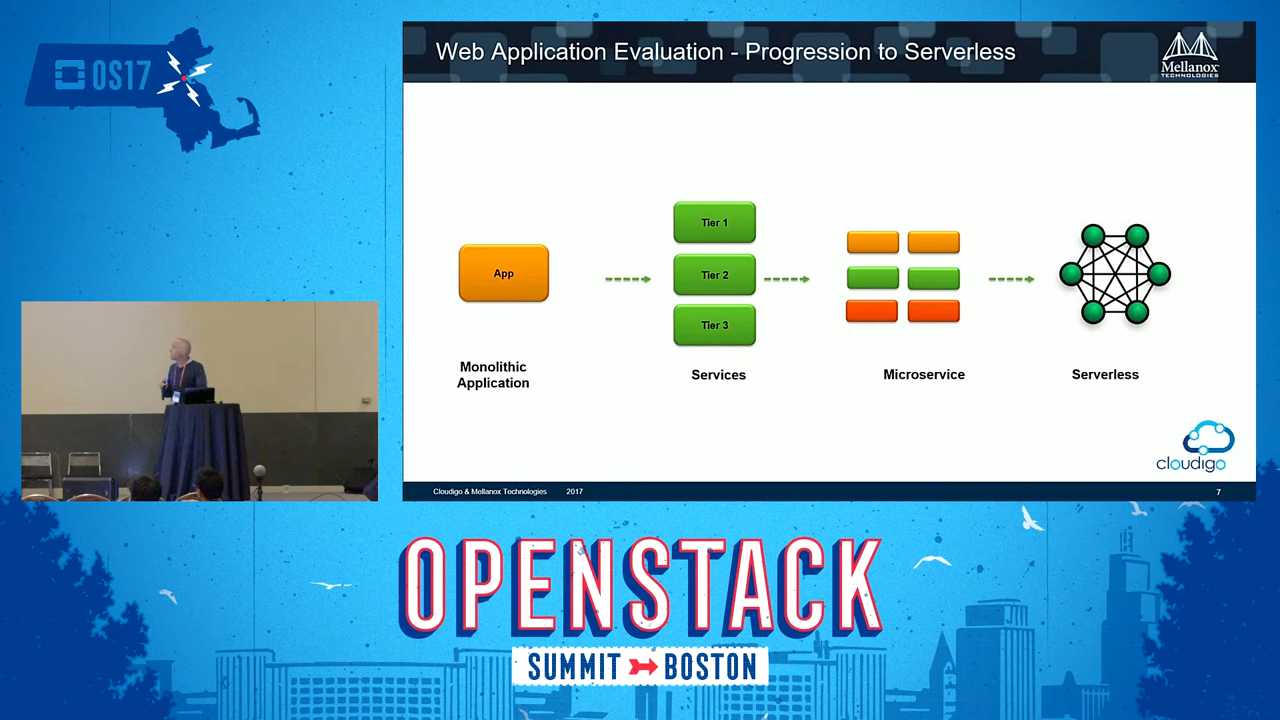 OS17
Web Application Evaluation - Progression to Serverless
Mellanox
TECHNOLOGIES
App
Tier 1
Tier 2
Tier 3
Monolithic
Application
Services
Microservice
Serverless
cloudigo
Cloudigo & Mellanox Technologies 2017
7
OPENSTACK
SUMMIT BOSTON